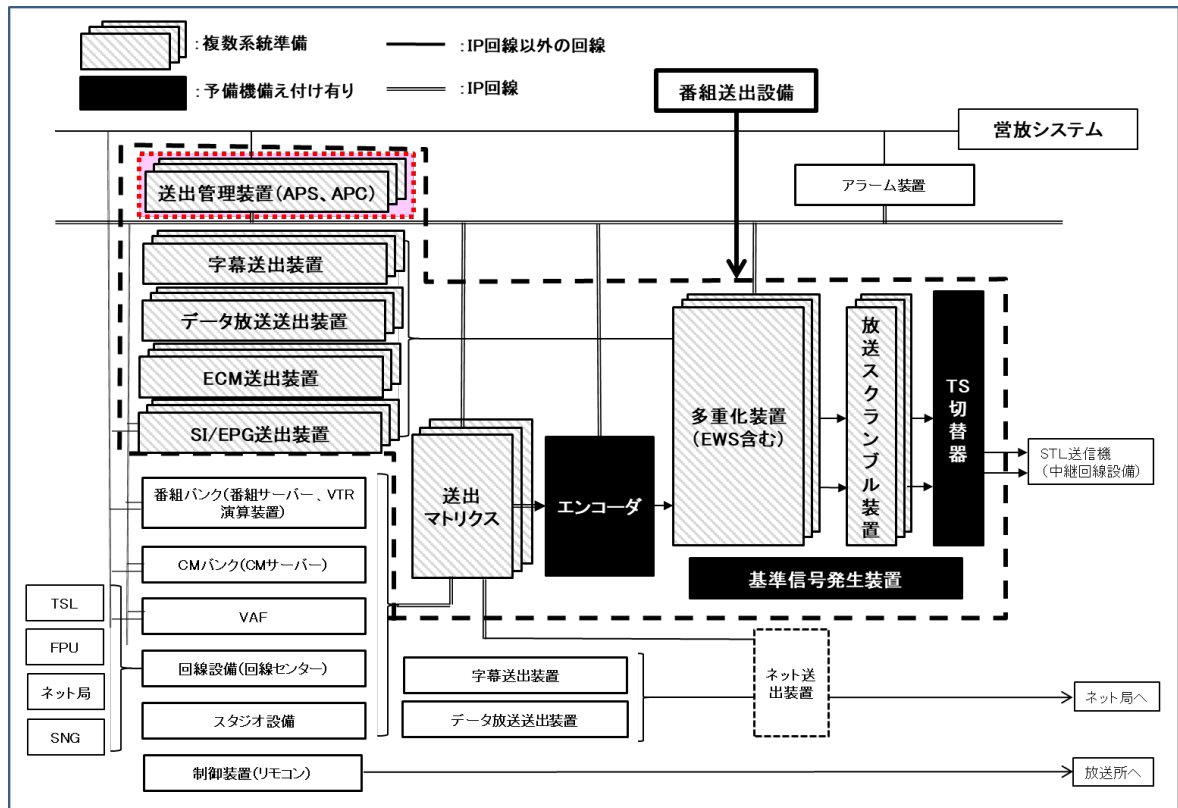 :複数系統準備
:IP回線以外の回線
:予備機備え付け有り
:IP回線
番組送出設備
営放システム
送出管理装置(APS、APC)
アラーム装置
字幕送出装置
データ放送送出装置
ECM送出装置
SI/EPG送出装置
多重化装置
(EWS含む)
放送スクランブル装置
TS
切替器
STL送信機
(中継回線設備)
送出
マトリクス
エンコーダ
基準信号発生装置
番組バンク(番組サーバー、VTR
演算装置)
CMバンク(CMサーバー)
VAF
回線設備(回線センター)
スタジオ設備
制御装置(リモコン)
TSL
FPU
ネット局
SNG
字幕送出装置
データ放送送出装置
ネット送
出装置
ネット局へ
放送所へ